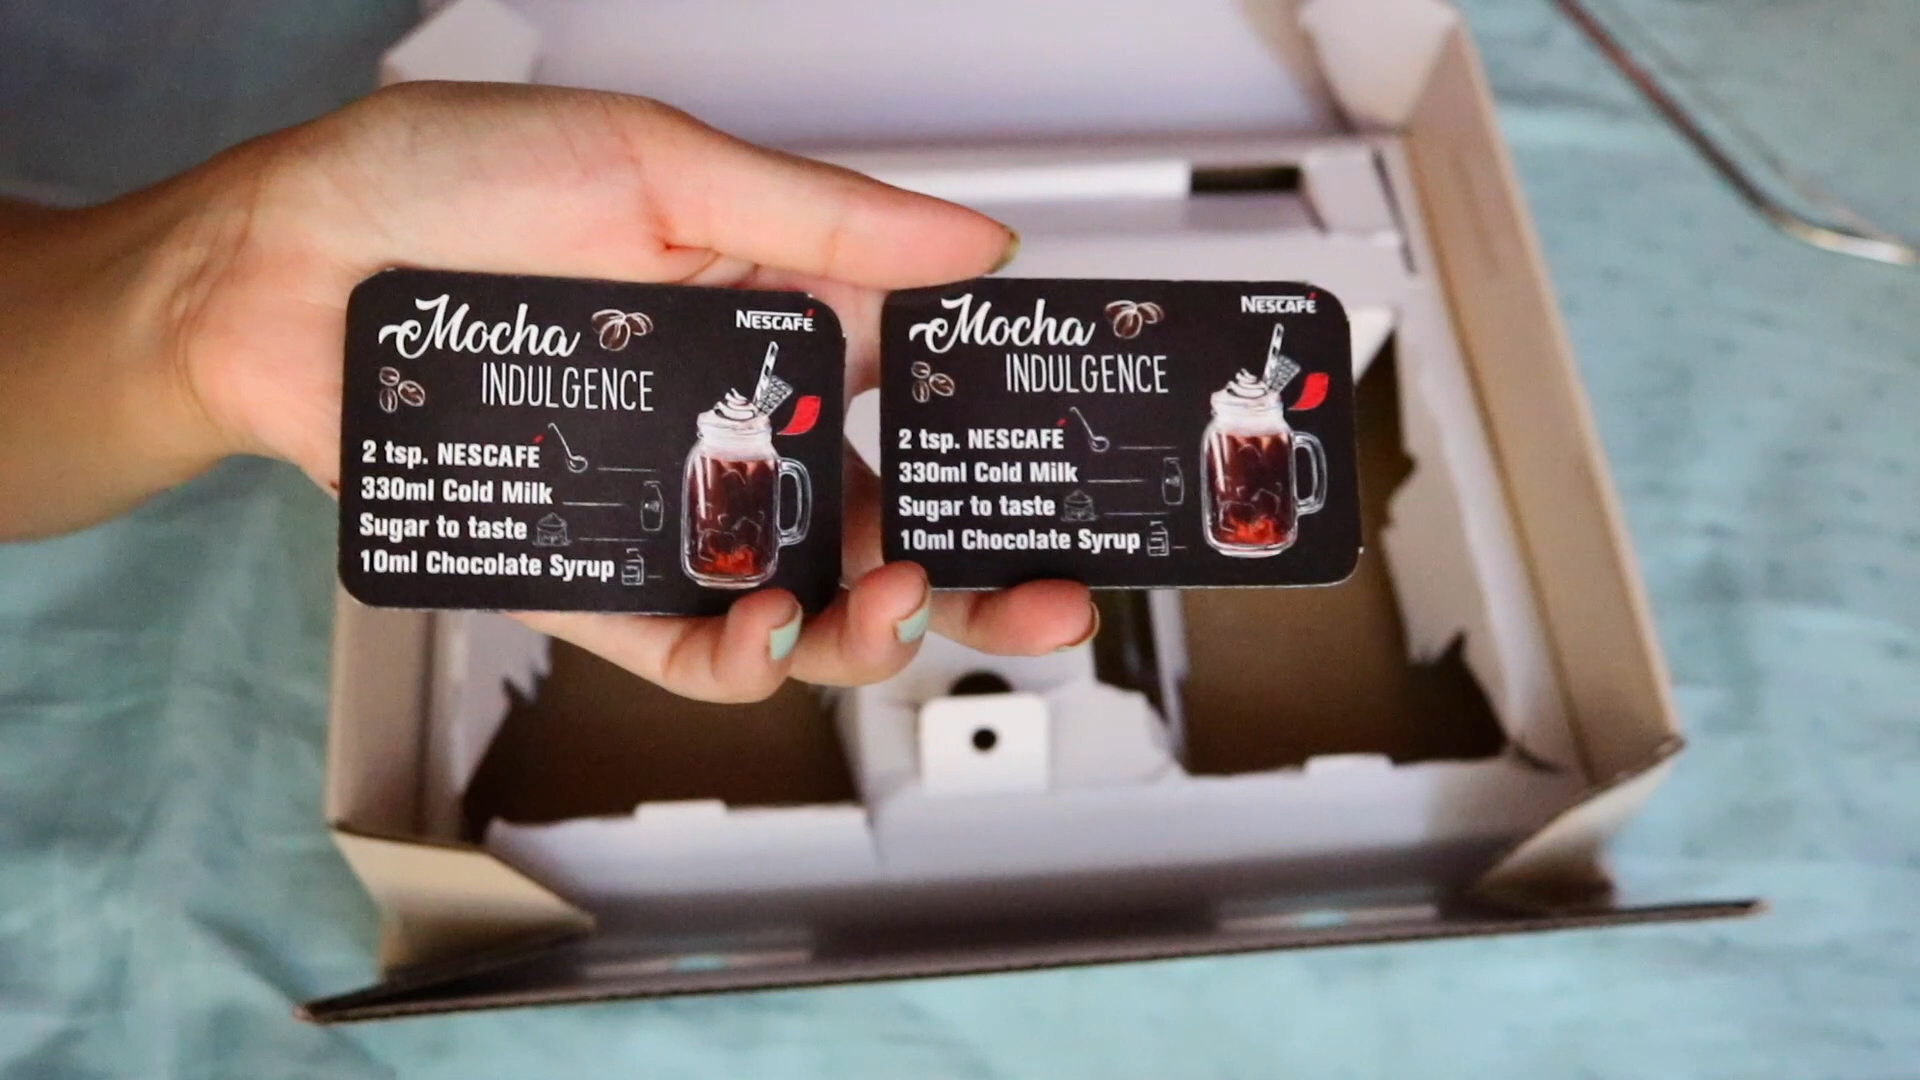 Mocha
INDULGENCE
NESCAFÉ
2 tsp. NESCAFÉ
330ml Cold Milk
Sugar to taste
10ml Chocolate Syrup
Mocha
INDULGENCE
NESCAFÉ
2 tsp. NESCAFÉ
330ml Cold Milk
Sugar to taste
10ml Chocolate Syrup